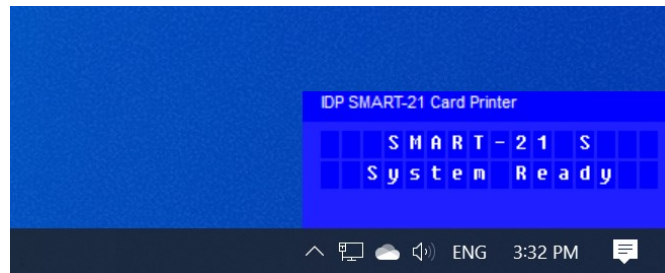 IDP SMART-21 Card Printer
SMART-21 S
System Ready
ENG 3:32 PM